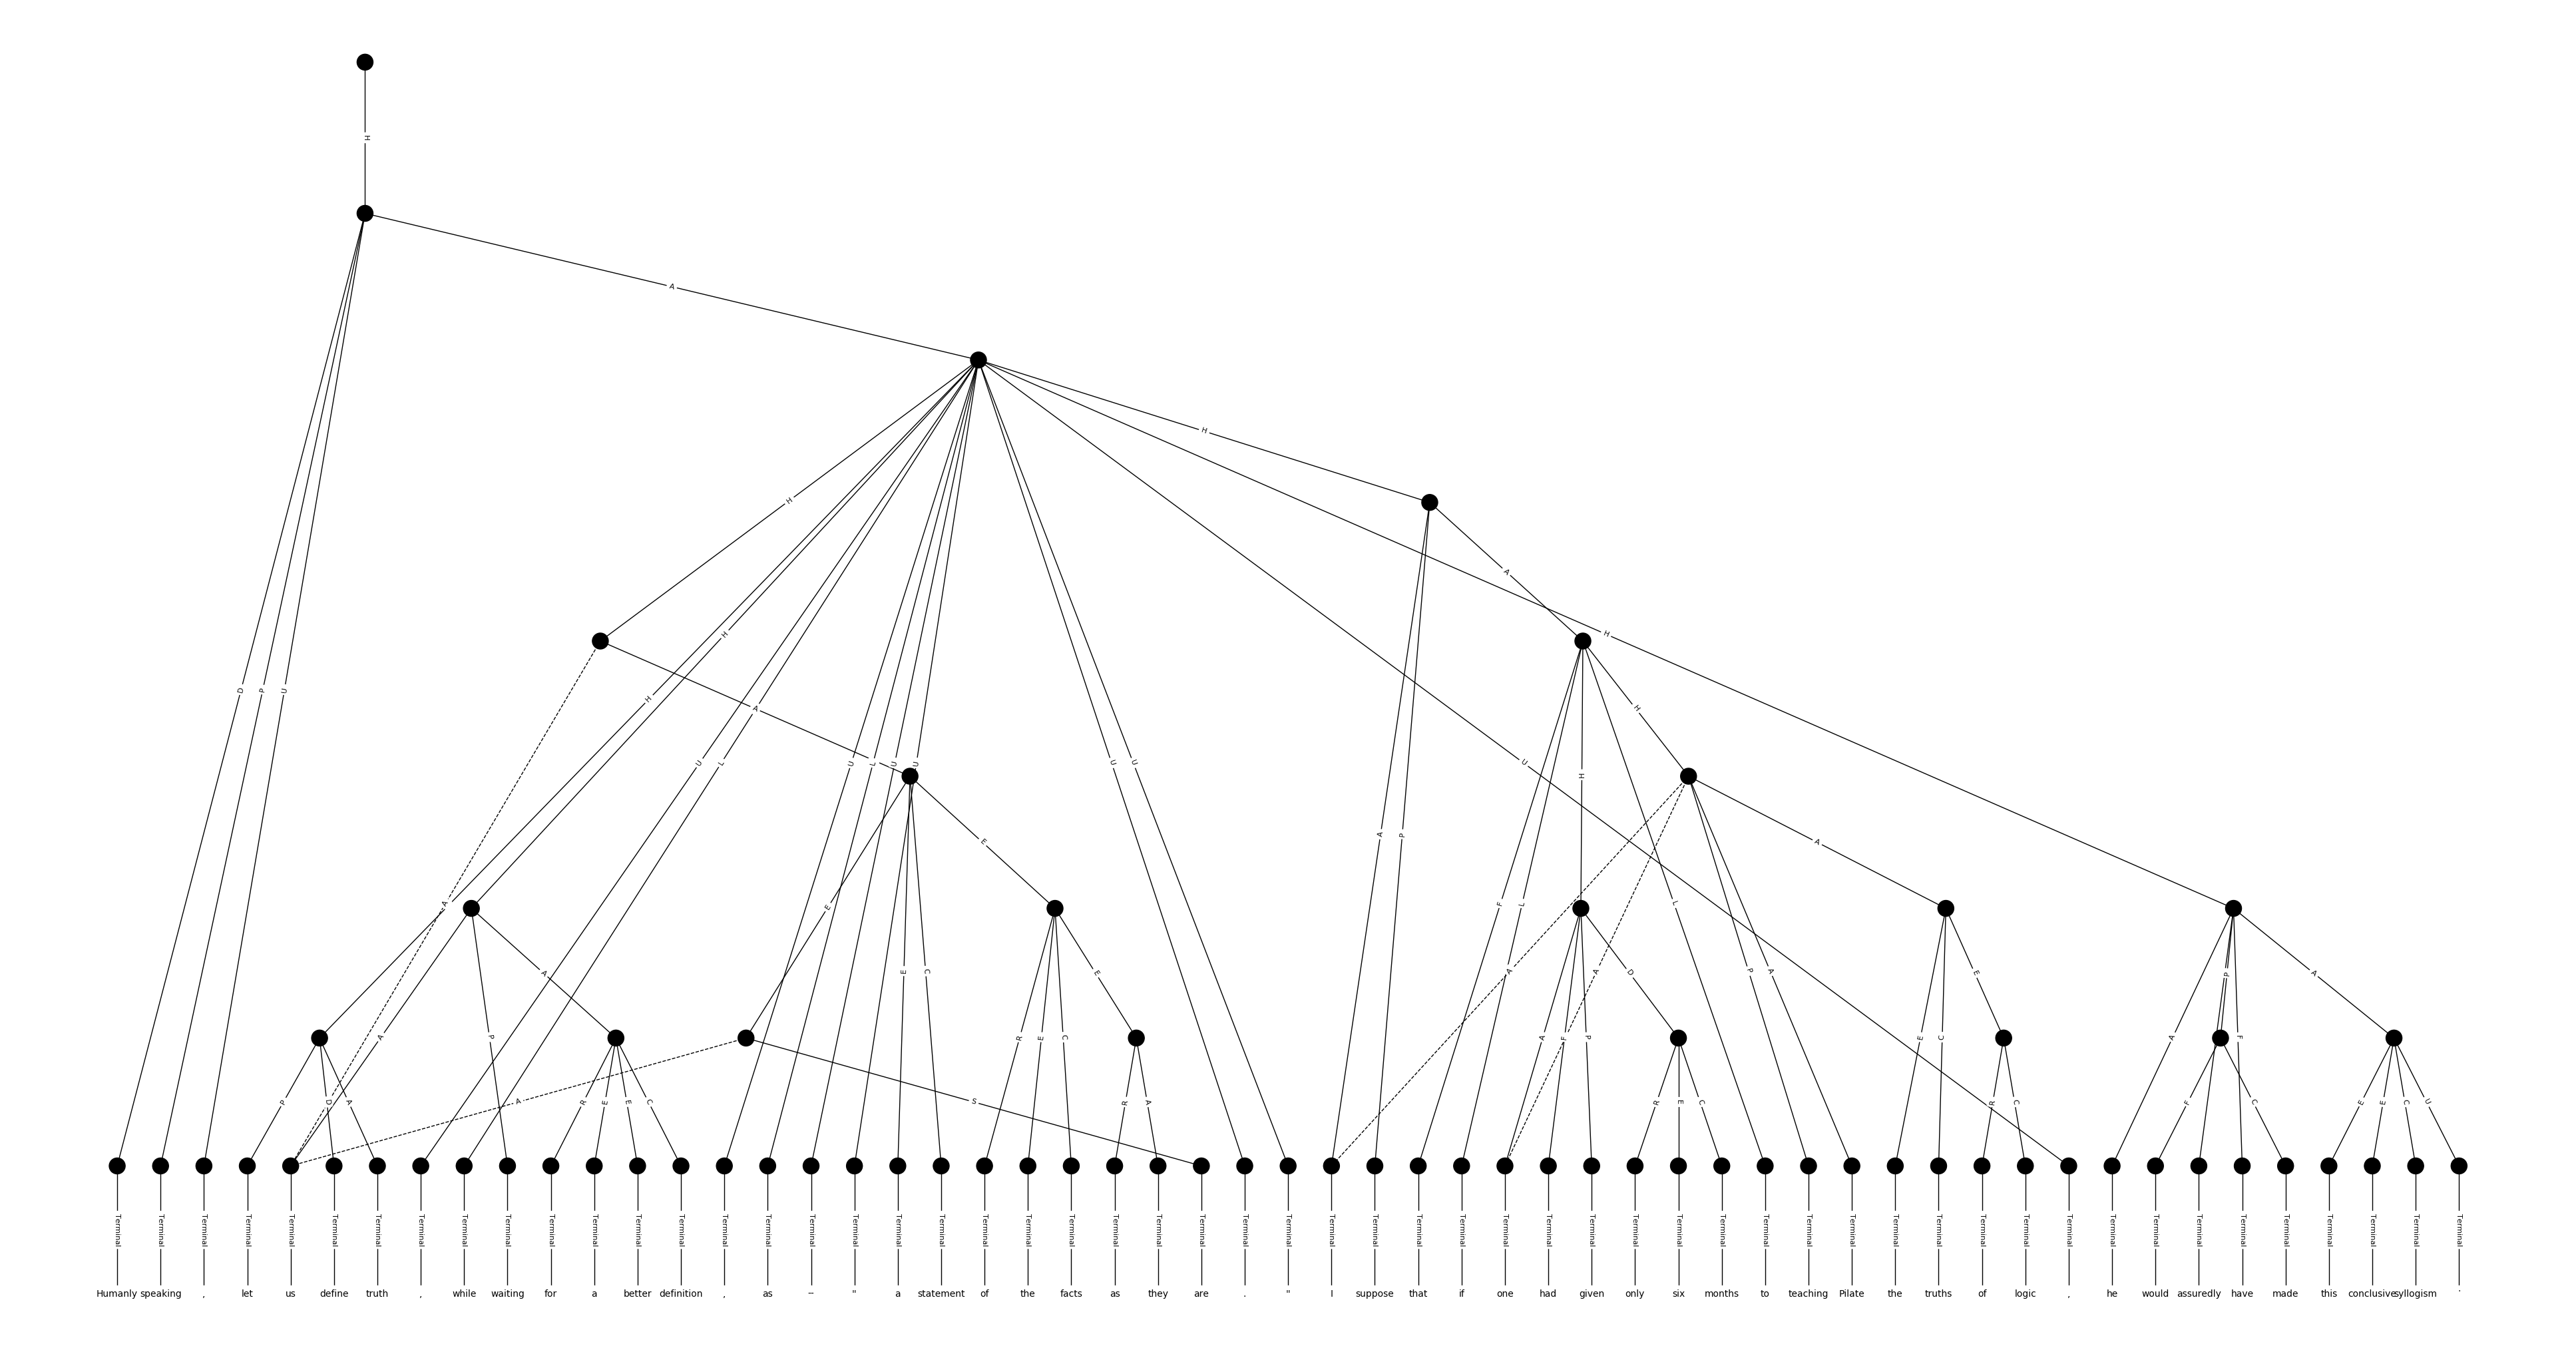 H
A
H
H
H
H
D P U H A U L U L U U U U A H H
A P U
E A
A F L H L A
E C E A A D P A P A
A P R E C E A F P E C E A F
P D A R E E C A S R A R E C R C F C E E C U
Terminal Terminal Terminal Terminal Terminal Terminal Terminal Terminal Terminal Terminal Terminal Terminal Terminal Terminal Terminal Terminal Terminal Terminal Terminal Terminal Terminal Terminal Terminal Terminal Terminal Terminal Terminal Terminal Terminal Terminal Terminal Terminal Terminal Terminal Terminal Terminal Terminal Terminal Terminal Terminal Terminal Terminal Terminal Terminal Terminal Terminal Terminal Terminal Terminal Terminal Terminal Terminal Terminal Terminal Terminal
Humanly speaking , let us define truth , while waiting for a better definition , as -- " a statement of the facts as they are . " I suppose that if one had given only six months to teaching Pilate the truths of logic , he would assuredly have made this conclusive syllogism .